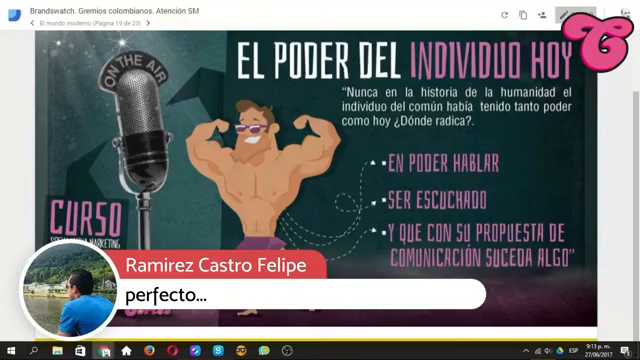 Brandswatch. Gremios colombianos. Atención SM
El mundo moderno (Página 19 de 23)
ON THE AIR
EL PODER DEL INDIVIDUO HOY
"Nunca en la historia de la humanidad el
individuo del común había tenido tanto poder
como hoy ¿Dónde radica?.
EN PODER HABLAR
SER ESCUCHADO
Y QUE CON SU PROPUESTA DE
COMUNICACIÓN SUCEDA ALGO"
CURSO
MARKETING
Ramirez Castro Felipe
perfecto...
ESP
9:13 p. m.
27/06/2017